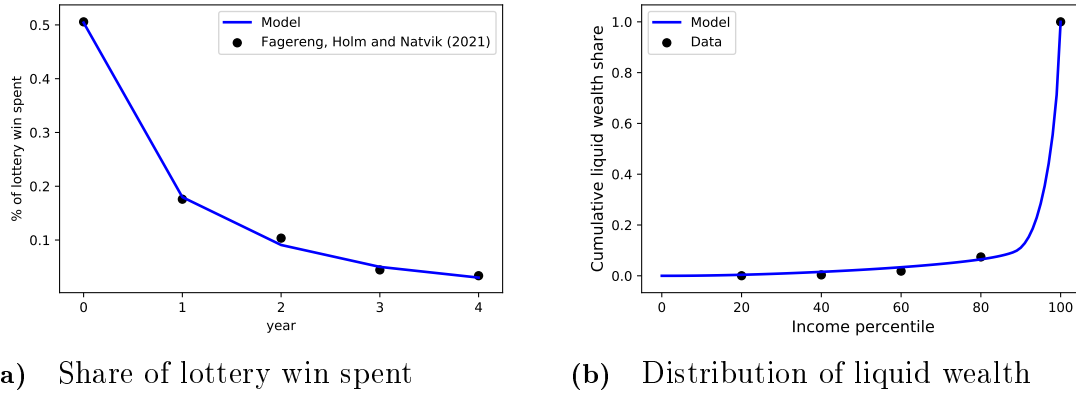 Model
Fagereng, Holm and Natvik (2021)
% of lottery win spent
0.5
0.4
0.3
0.2
0.1
0 1 2 3 4
year
a) Share of lottery win spent
Model
Data
Cumulative liquid wealth share
1.0
0.8
0.6
0.4
0.2
0.0
0 20 40 60 80 100
Income percentile
(b) Distribution of liquid wealth